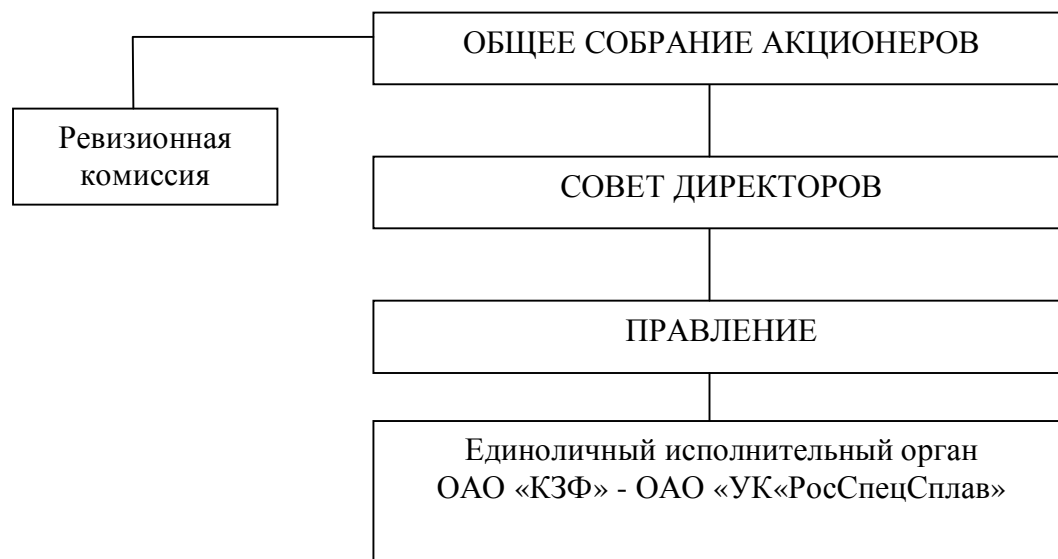 ОБЩЕЕ СОБРАНИЕ АКЦИОНЕРОВ
Ревизионная
комиссия
СОВЕТ ДИРЕКТОРОВ
ПРАВЛЕНИЕ
Единоличный исполнительный орган
ОАО «КЗФ» - ОАО «УК«РосСпецСплав»